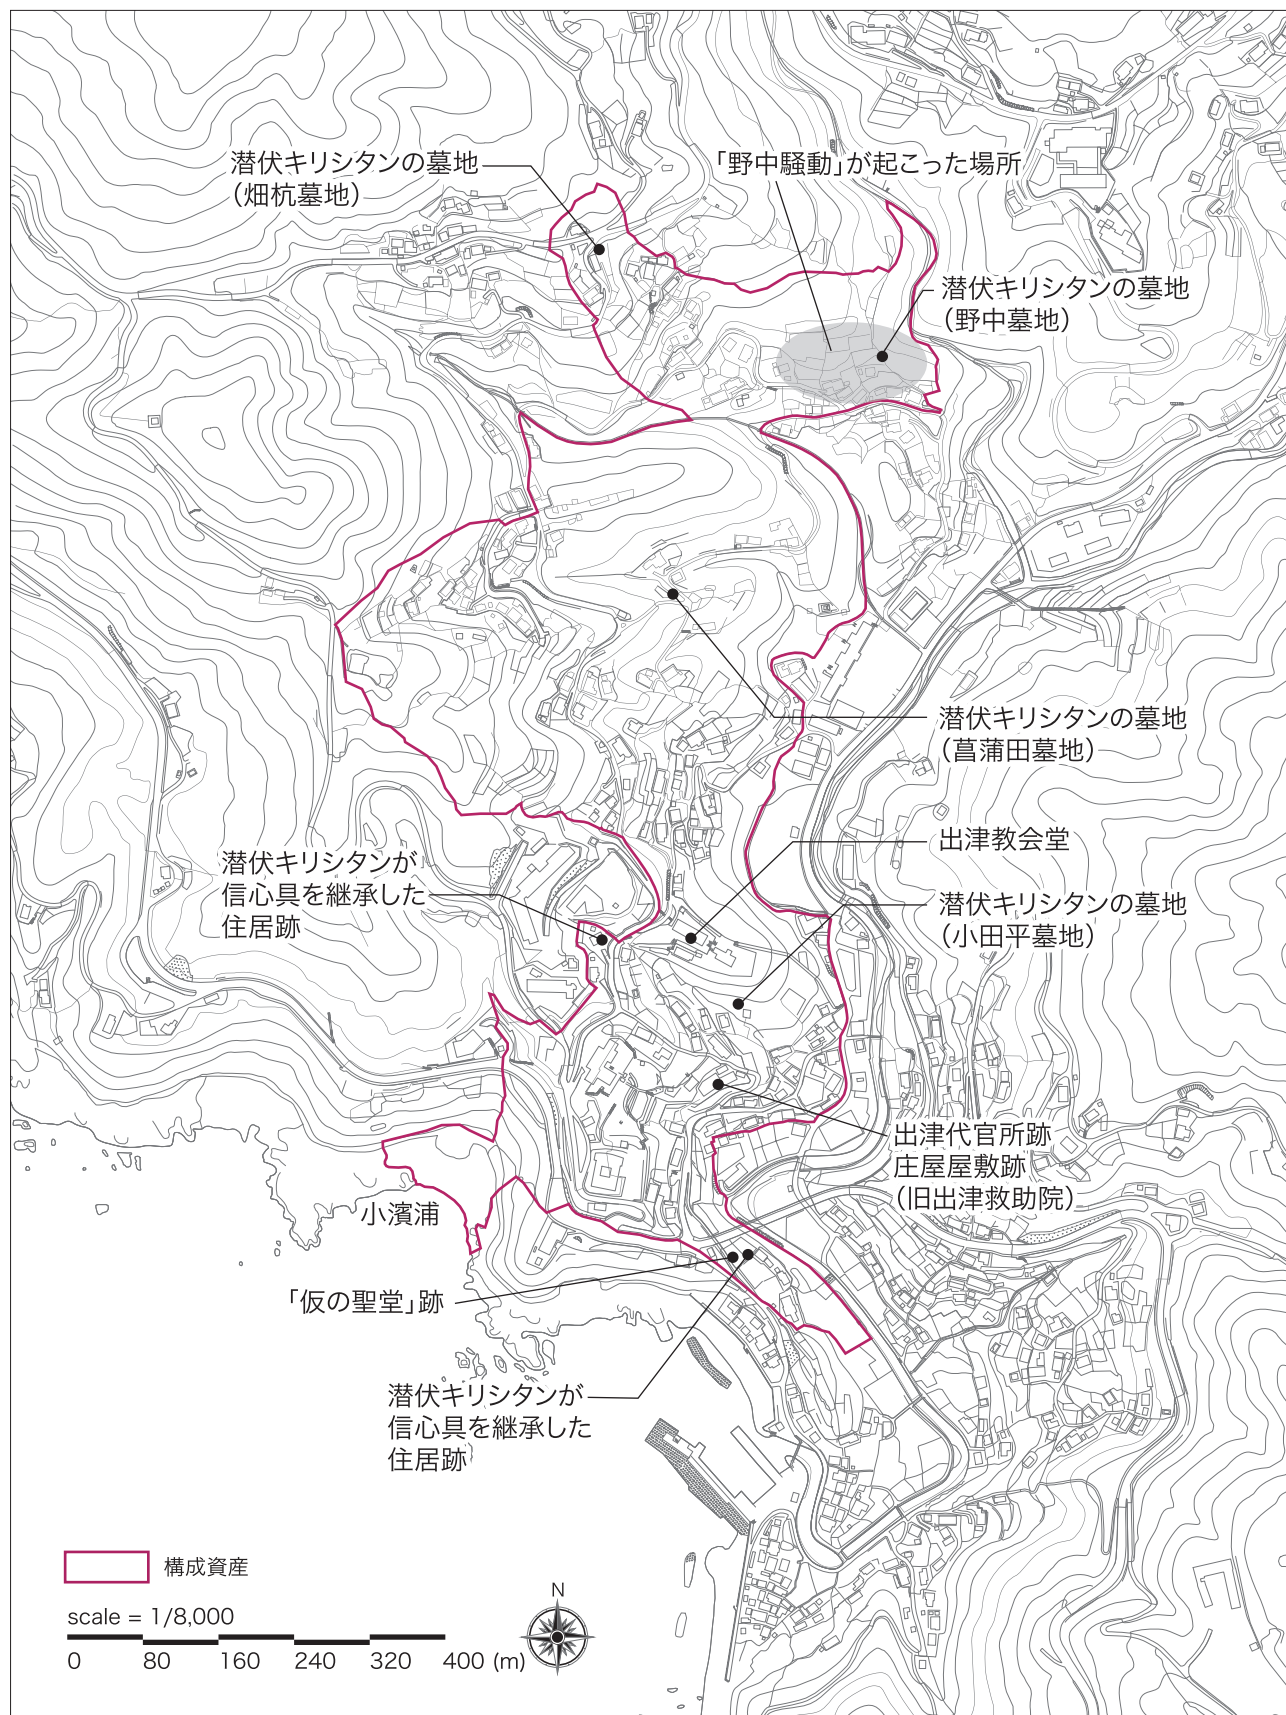 潜伏キリシタンの墓地
（畑杭墓地）
「野中騒動」が起こった場所
潜伏キリシタンの墓地
（野中墓地）
潜伏キリシタンの墓地
（菖蒲田墓地）
出津教会堂
潜伏キリシタンが
信心具を継承した
住居跡
潜伏キリシタンの墓地
（小田平墓地）
出津代官所跡
庄屋屋敷跡
（旧出津救助院）
小濱浦
「仮の聖堂」跡
潜伏キリシタンが
信心具を継承した
住居跡
構成資産
scale = 1/8,000
0 80 160 240 320 400 (m)
N